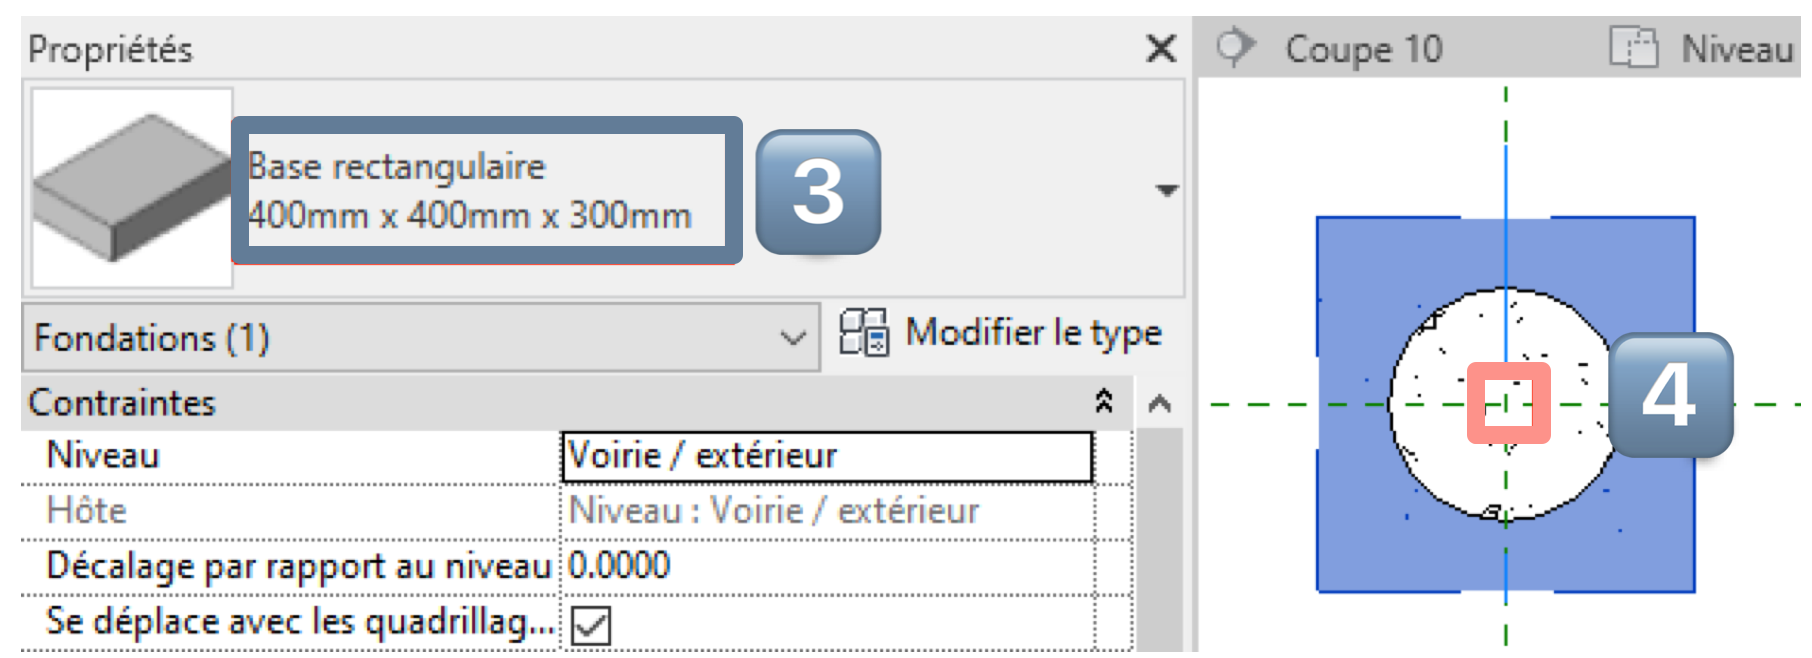 Propriétés
Coupe 10
Niveau
Base rectangulaire
400mm x 400mm x 300mm
3
Fondations (1)
Modifier le type
4
Contraintes
Niveau
Voirie / extérieur
Hôte
Niveau : Voirie / extérieur
Décalage par rapport au niveau
0.0000
Se déplace avec les quadrillag...